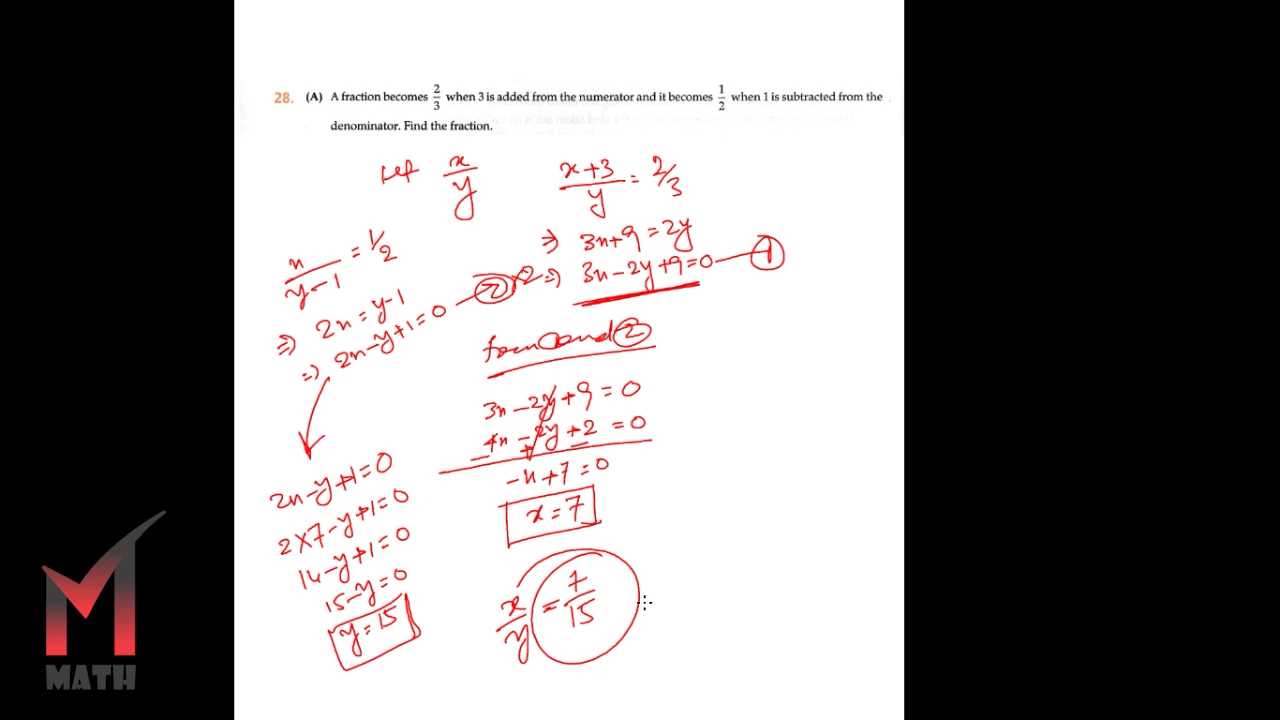 28. (A) A fraction becomes 2/3 when 3 is added from the numerator and it becomes 1/2 when 1 is subtracted from the
denominator. Find the fraction.
Let x/y
(x+3)/y = 2/3
⇒ 3x+9=2y
⇒ 3x-2y+9=0 — ①
x/(y-1) = 1/2
⇒ 2x=y-1
⇒ 2x-y+1=0 — ② ×2
from ① and ②
3x-2y+9=0
4x-2y+2=0
- + -
-x+7=0
x=7
2x-y+1=0
2×7-y+1=0
14-y+1=0
15-y=0
y=15
x/y = 7/15
M
MATH